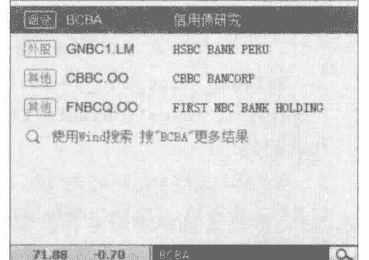 BCBA 信用债研究
外股 GNBC1.LM HSBC BANK PERU
其他 CBBC.OO CBBC BANCORP
其他 FNBCQ.OO FIRST NBC BANK HOLDING
使用Wind搜索 搜"BCBA"更多结果
71.88 -0.70 BCBA